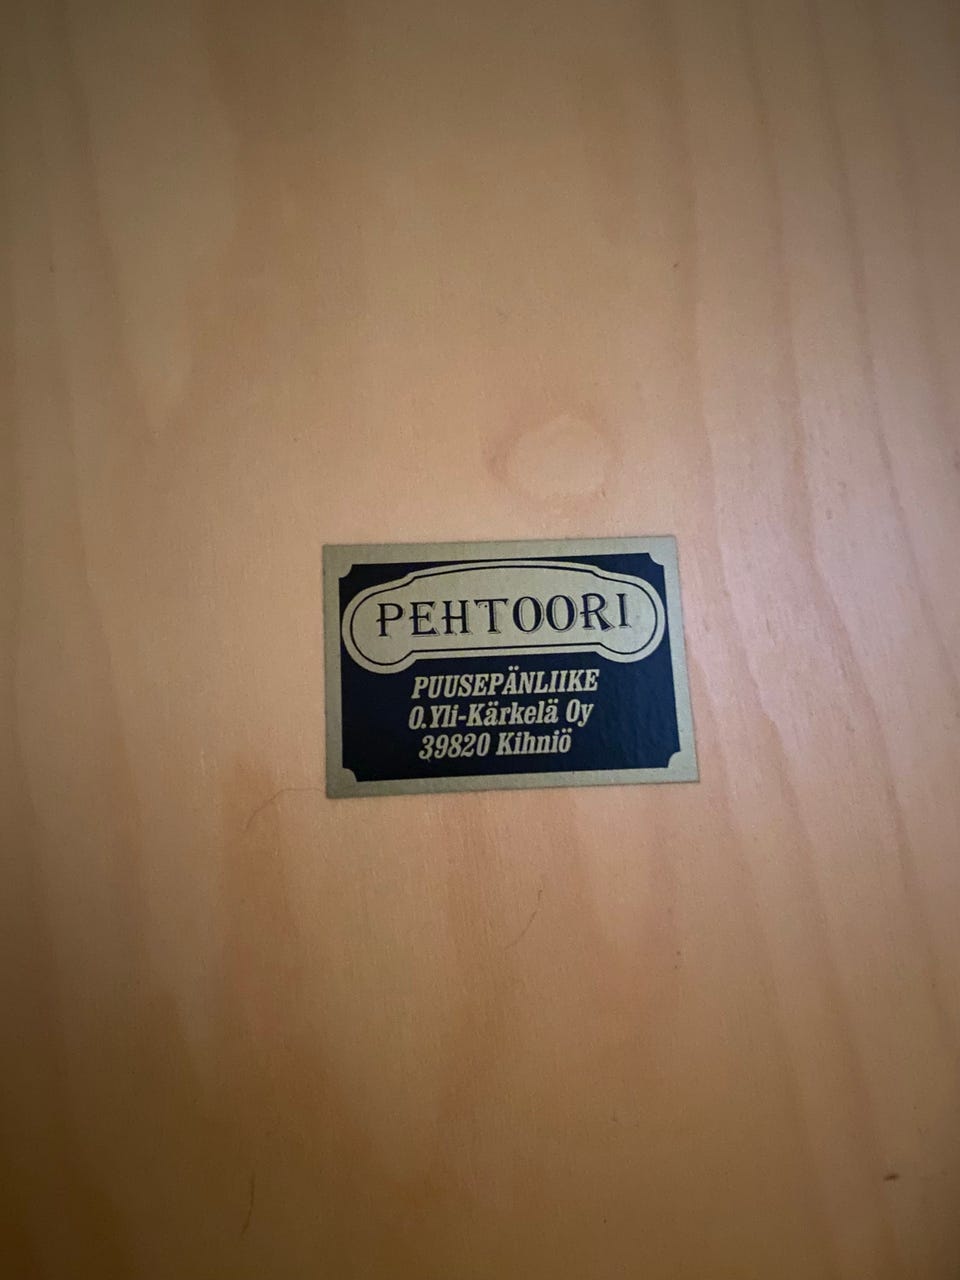 PEHTOORI
PUUSEPÄNLIIKE
O.Yli-Kärkelä Oy
39820 Kihniö